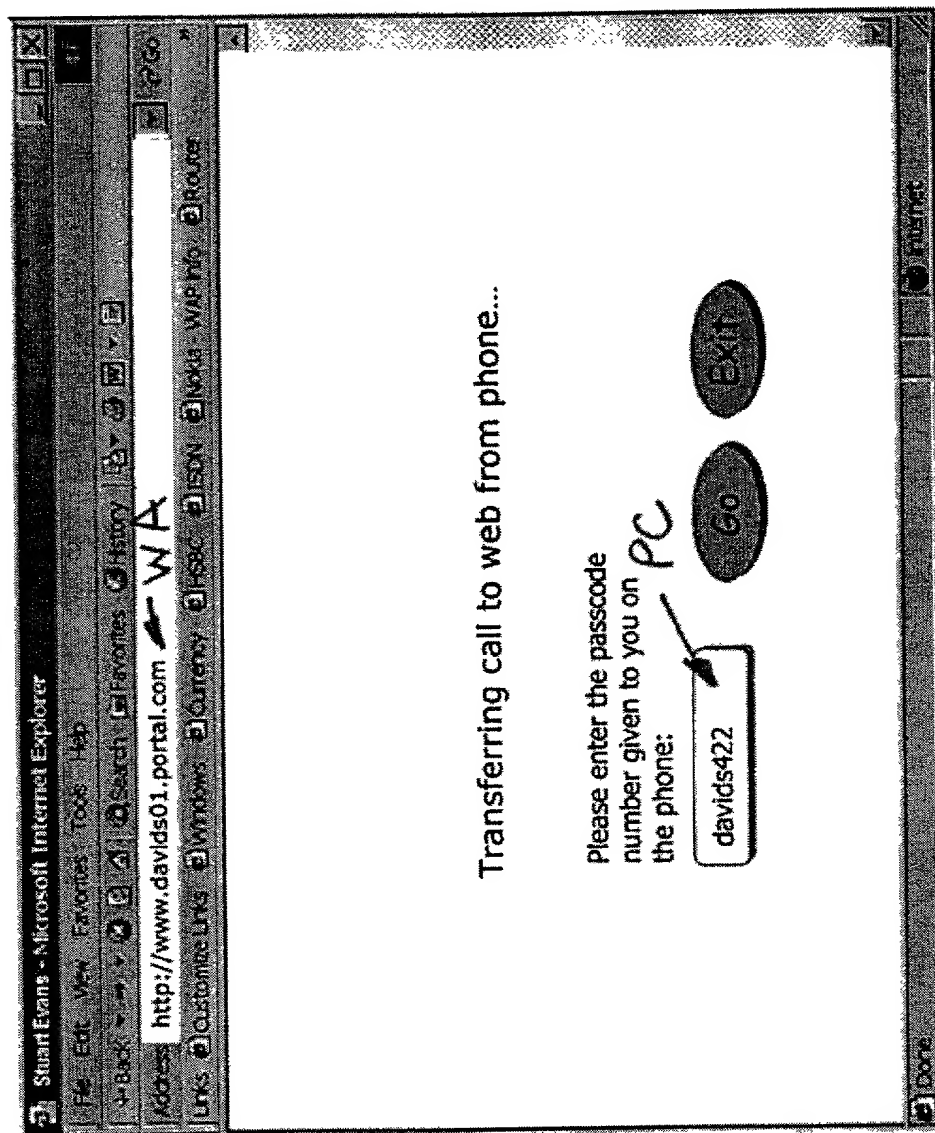 Stuart Evans - Microsoft Internet Explorer
File Edit View Favorites Tools Help
Back Search Favorites History
Address http://www.davids01.portal.com WA Go
Links Customize Links Windows Currency HSBC ISDN Nokia - WAP Info Router
Transferring call to web from phone...
Please enter the passcode
number given to you on
the phone:
PC
davids422
Go Exit
Done Internet